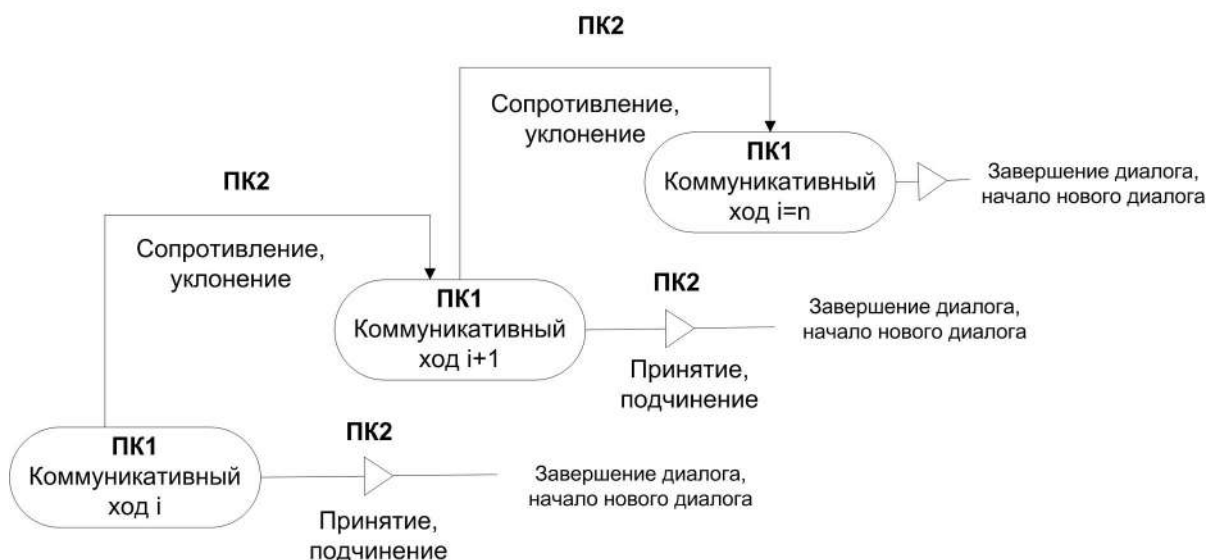 ПК2
Сопротивление,
уклонение
ПК1
Коммуникативный
ход i=n
Завершение диалога,
начало нового диалога
ПК2
Сопротивление,
уклонение
ПК1
Коммуникативный
ход i+1
ПК2
Принятие,
подчинение
Завершение диалога,
начало нового диалога
ПК1
Коммуникативный
ход i
ПК2
Принятие,
подчинение
Завершение диалога,
начало нового диалога